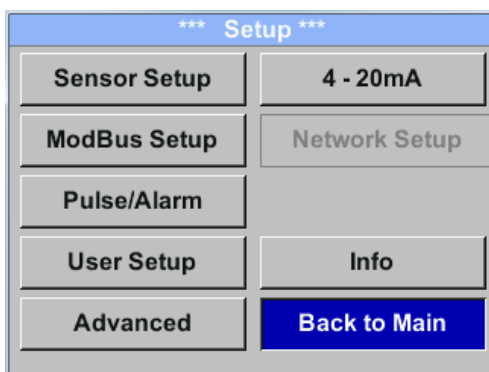 *** Setup ***
Sensor Setup
4 - 20mA
ModBus Setup
Network Setup
Pulse/Alarm
User Setup
Info
Advanced
Back to Main